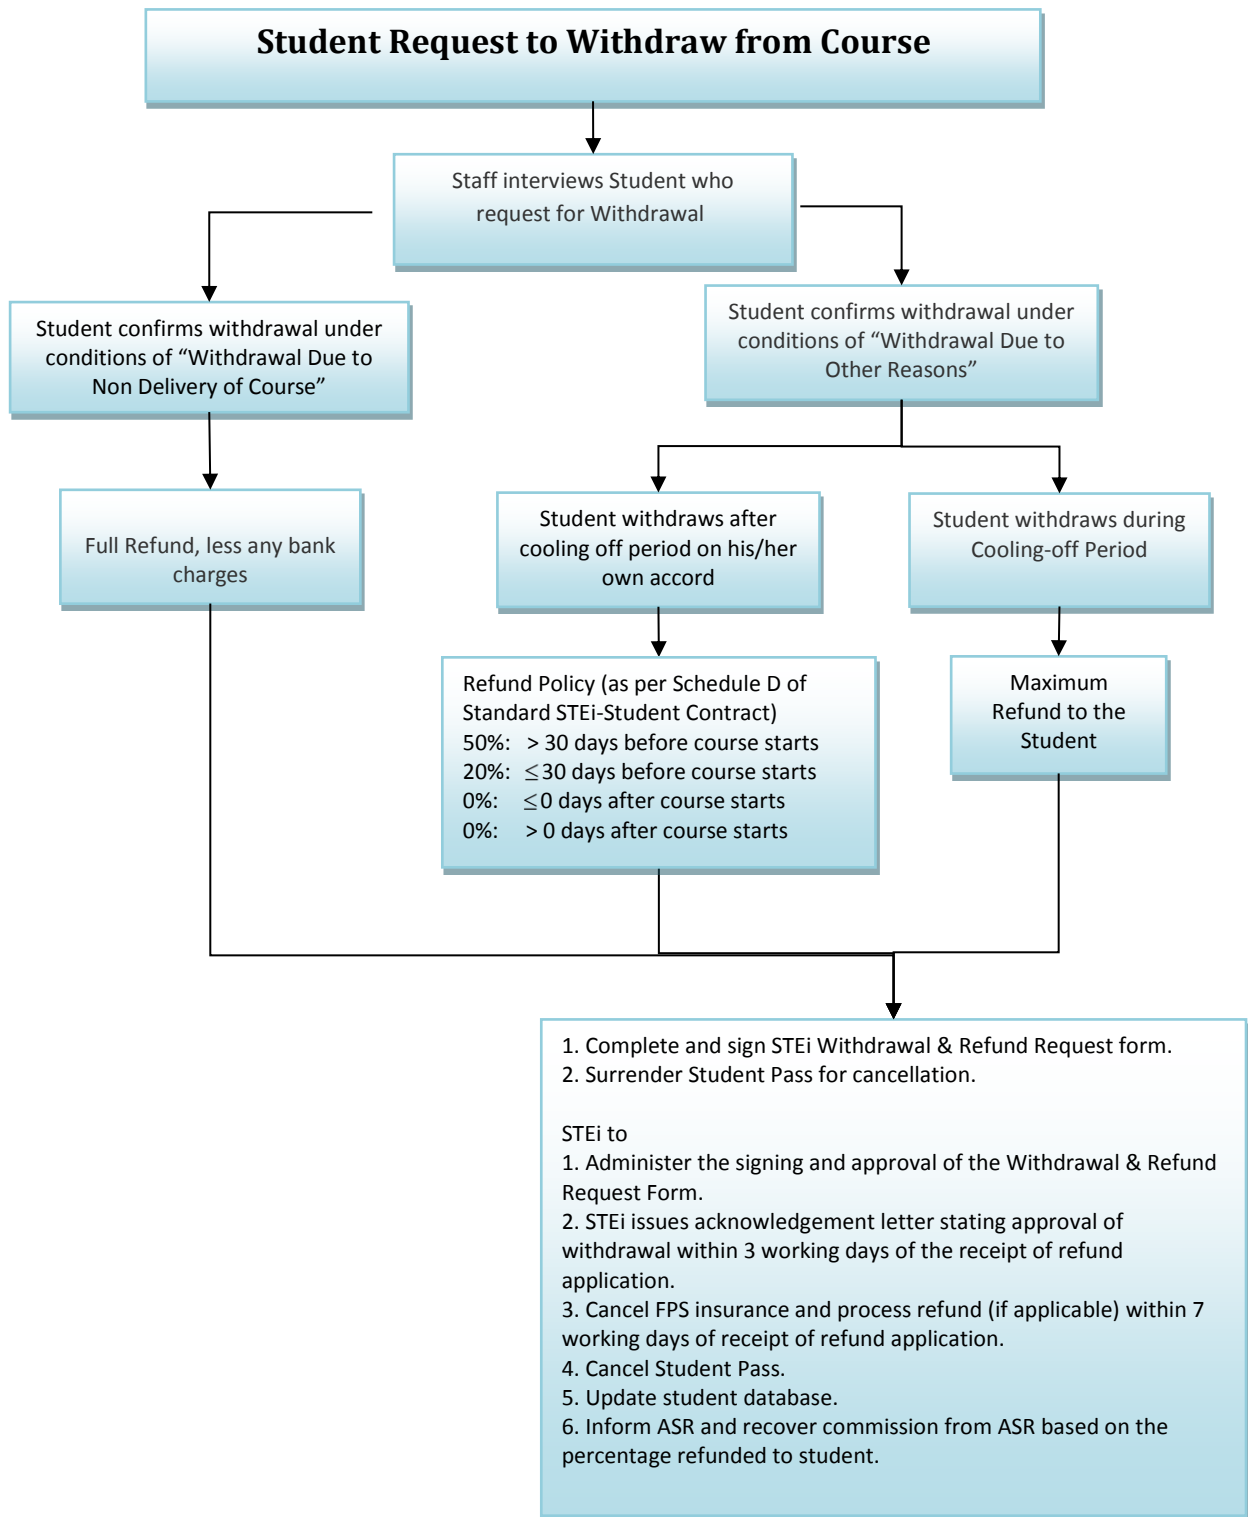 Student Request to Withdraw from Course
Staff interviews Student who
request for Withdrawal
Student confirms withdrawal under
conditions of “Withdrawal Due to
Non Delivery of Course”
Student confirms withdrawal under
conditions of “Withdrawal Due to
Other Reasons”
Full Refund, less any bank
charges
Student withdraws after
cooling off period on his/her
own accord
Student withdraws during
Cooling-off Period
Refund Policy (as per Schedule D of
Standard STEi-Student Contract)
50%: > 30 days before course starts
20%: ≤30 days before course starts
0%: ≤0 days after course starts
0%: > 0 days after course starts
Maximum
Refund to the
Student
1. Complete and sign STEi Withdrawal & Refund Request form.
2. Surrender Student Pass for cancellation.
STEi to
1. Administer the signing and approval of the Withdrawal & Refund
Request Form.
2. STEi issues acknowledgement letter stating approval of
withdrawal within 3 working days of the receipt of refund
application.
3. Cancel FPS insurance and process refund (if applicable) within 7
working days of receipt of refund application.
4. Cancel Student Pass.
5. Update student database.
6. Inform ASR and recover commission from ASR based on the
percentage refunded to student.